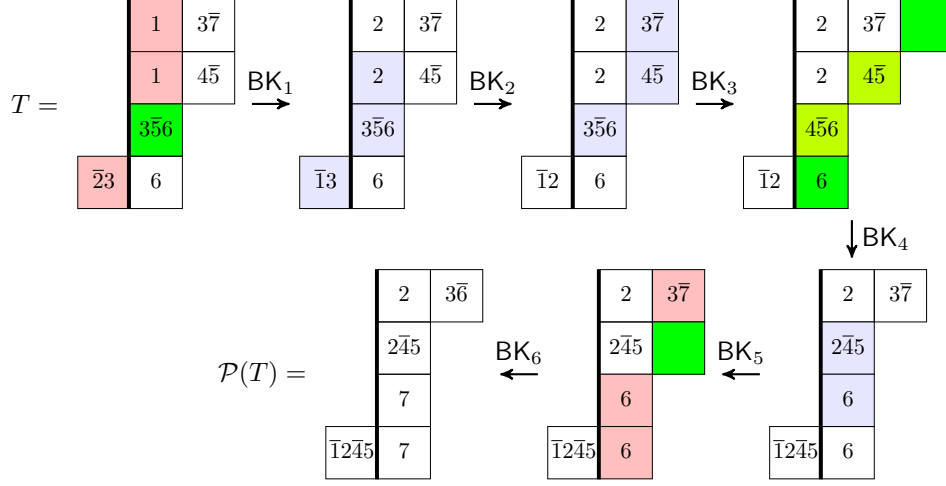 1 37̅ 2 37̅ 2 37̅ 2 37̅
T = 1 45̅ BK₁ 2 45̅ BK₂ 2 45̅ BK₃ 2 45̅
35̅6 35̅6 35̅6 45̅6
2̅3 6 1̅3 6 1̅2 6 1̅2 6
BK₄
2 36̅ 2 37̅ 2 37̅
𝒫(T) = 24̅5 BK₆ 24̅5 BK₅ 24̅5
7 6 6
1̅24̅5 7 1̅24̅5 6 1̅24̅5 6